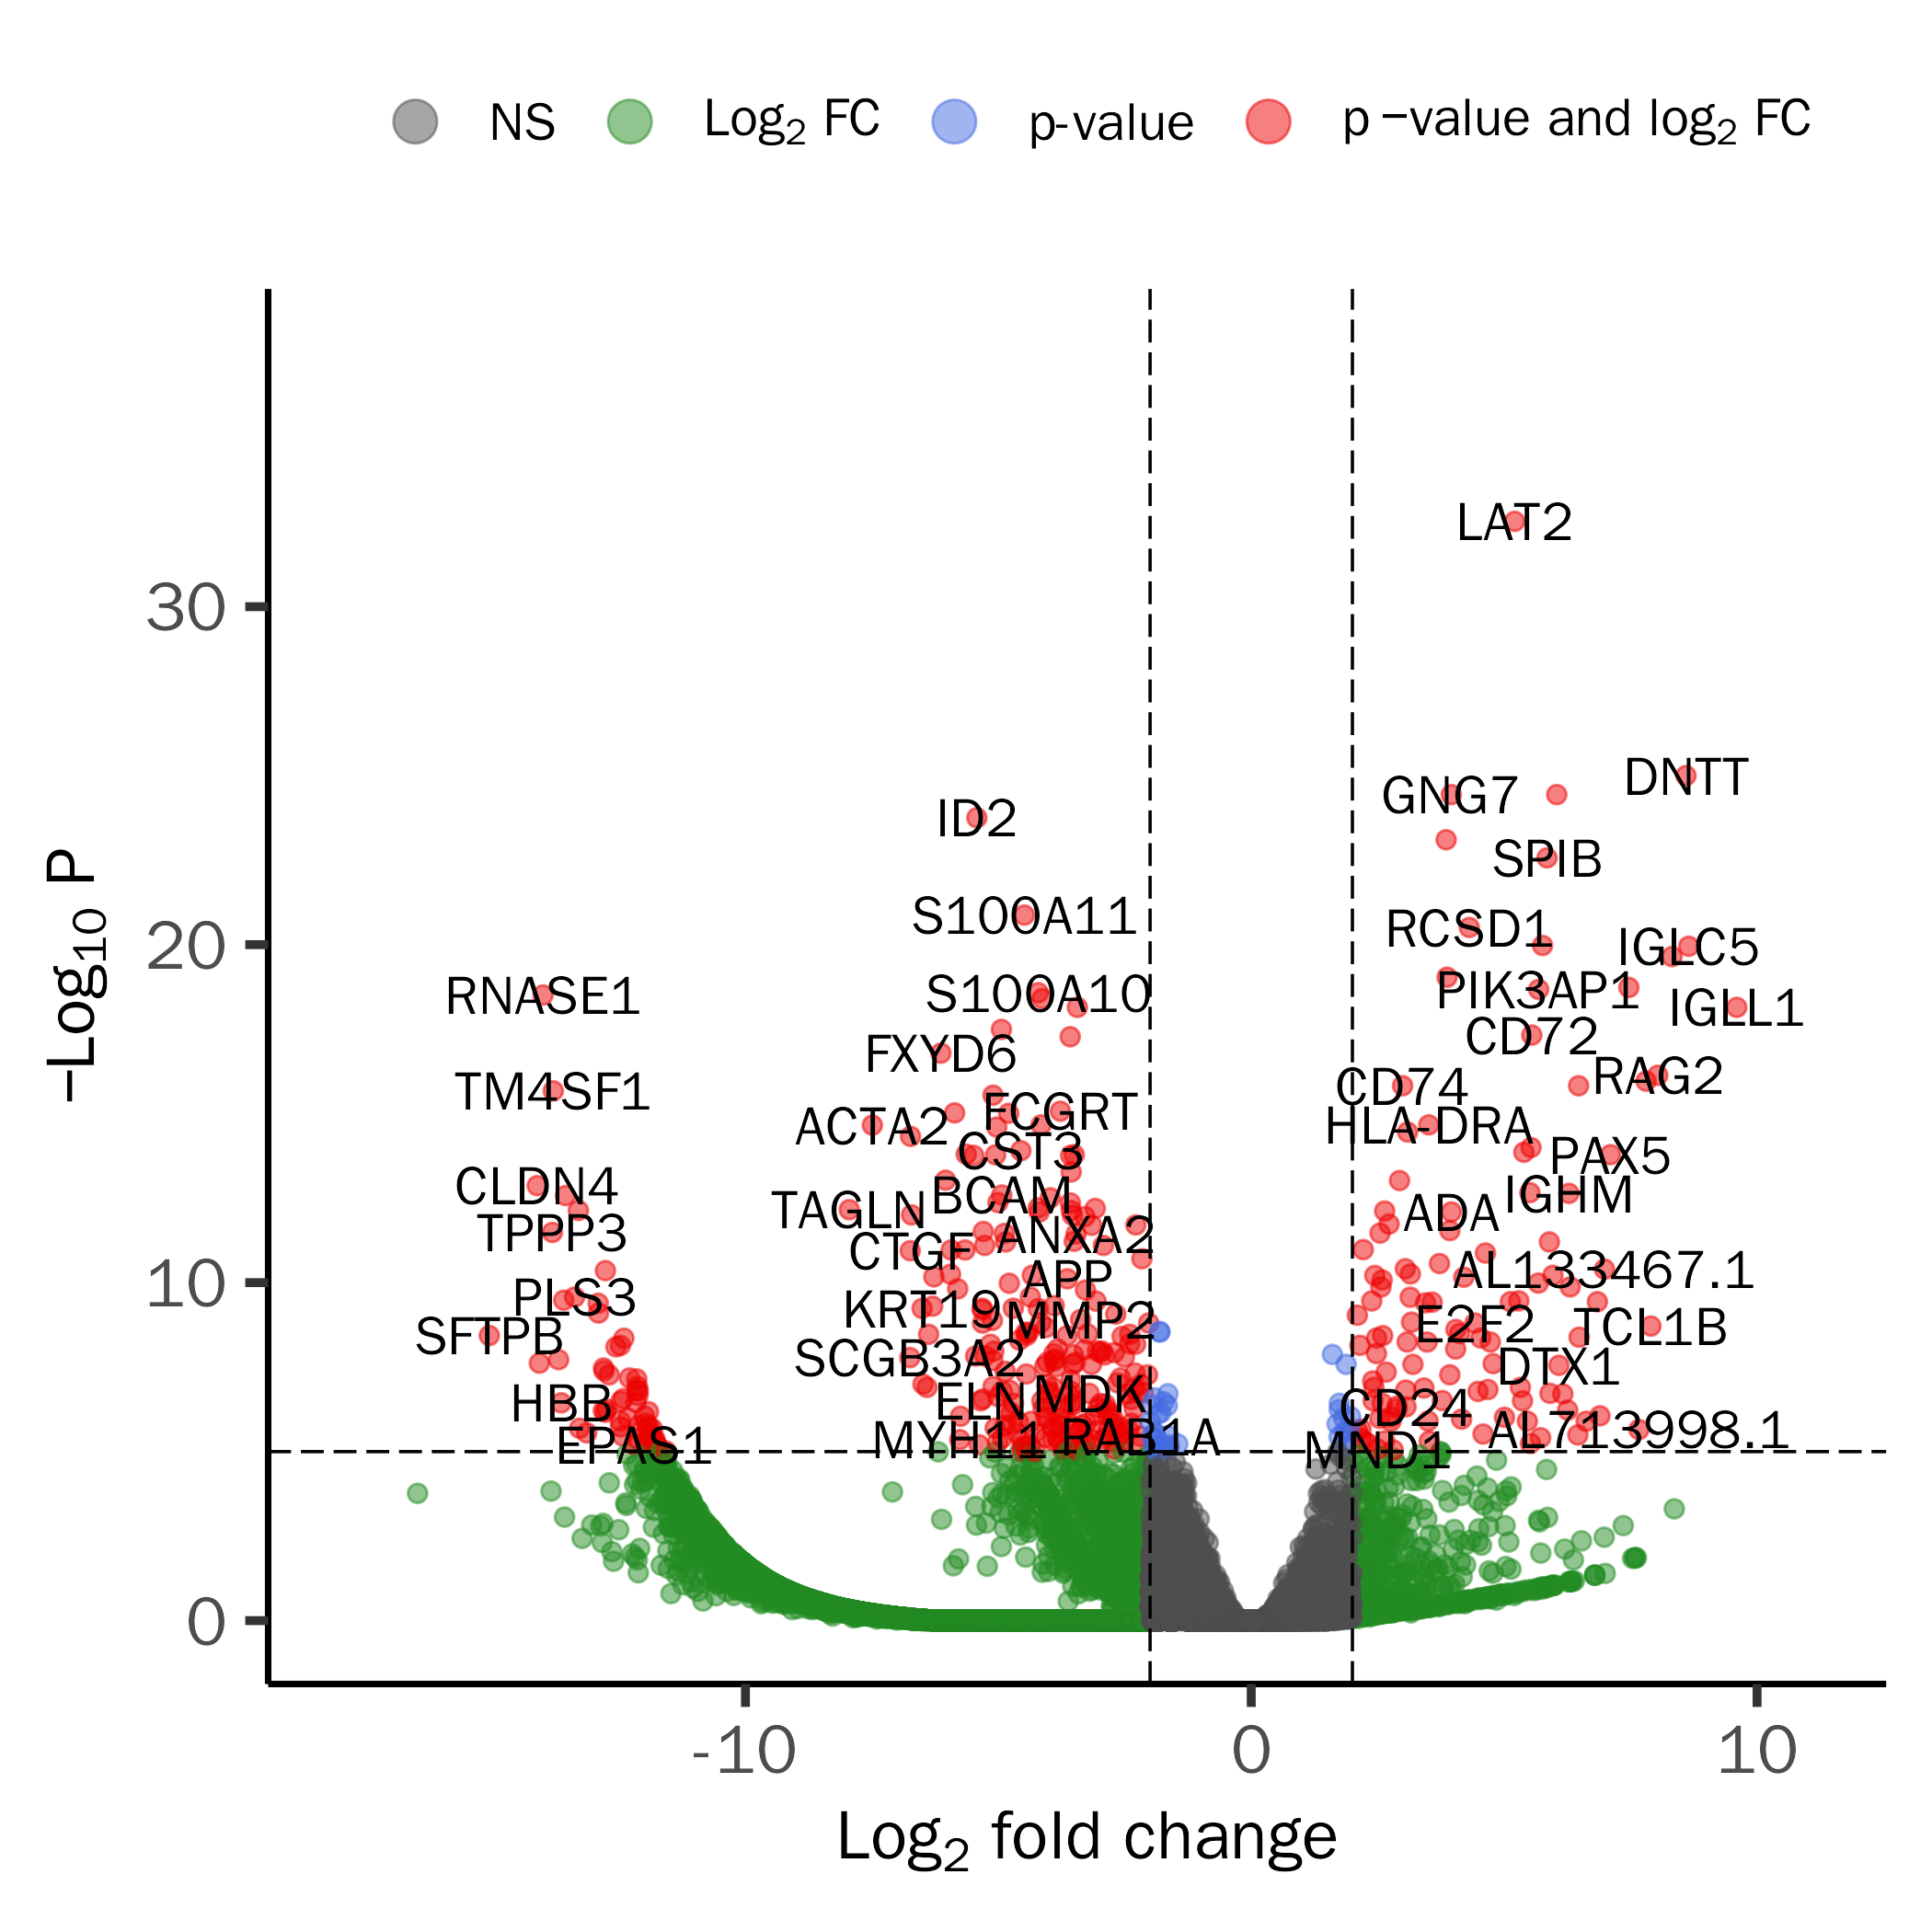 NS Log2 FC p-value p −value and log2 FC
LAT2
DNTT
GNG7
ID2
SPIB
S100A11
RCSD1
IGLC5
RNASE1
S100A10
PIK3AP1
IGLL1
CD72
FXYD6
RAG2
TM4SF1
CD74
FCGRT
ACTA2
HLA-DRA
CST3
PAX5
CLDN4
BCAM
IGHM
TAGLN
ADA
TPPP3
ANXA2
CTGF
AL133467.1
APP
PLS3
KRT19
MMP2
E2F2
TCL1B
SFTPB
SCGB3A2
DTX1
MDK
ELN
HBB
CD24
AL713998.1
MYH11
RAB1A
EPAS1
MND1
30
20
10
0
−Log10 P
-10 0 10
Log2 fold change